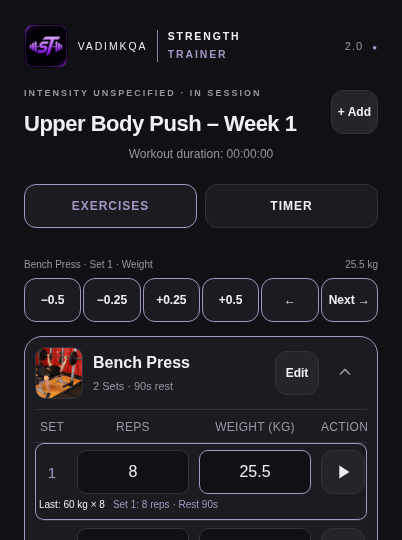 VADIMKQA
STRENGTH
TRAINER
2.0 •
INTENSITY UNSPECIFIED · IN SESSION
Upper Body Push – Week 1
+ Add
Workout duration: 00:00:00
EXERCISES
TIMER
Bench Press · Set 1 · Weight
25.5 kg
−0.5
−0.25
+0.25
+0.5
←
Next →
Bench Press
2 Sets · 90s rest
Edit
SET REPS WEIGHT (KG) ACTION
1 8 25.5
Last: 60 kg × 8 Set 1: 8 reps · Rest 90s